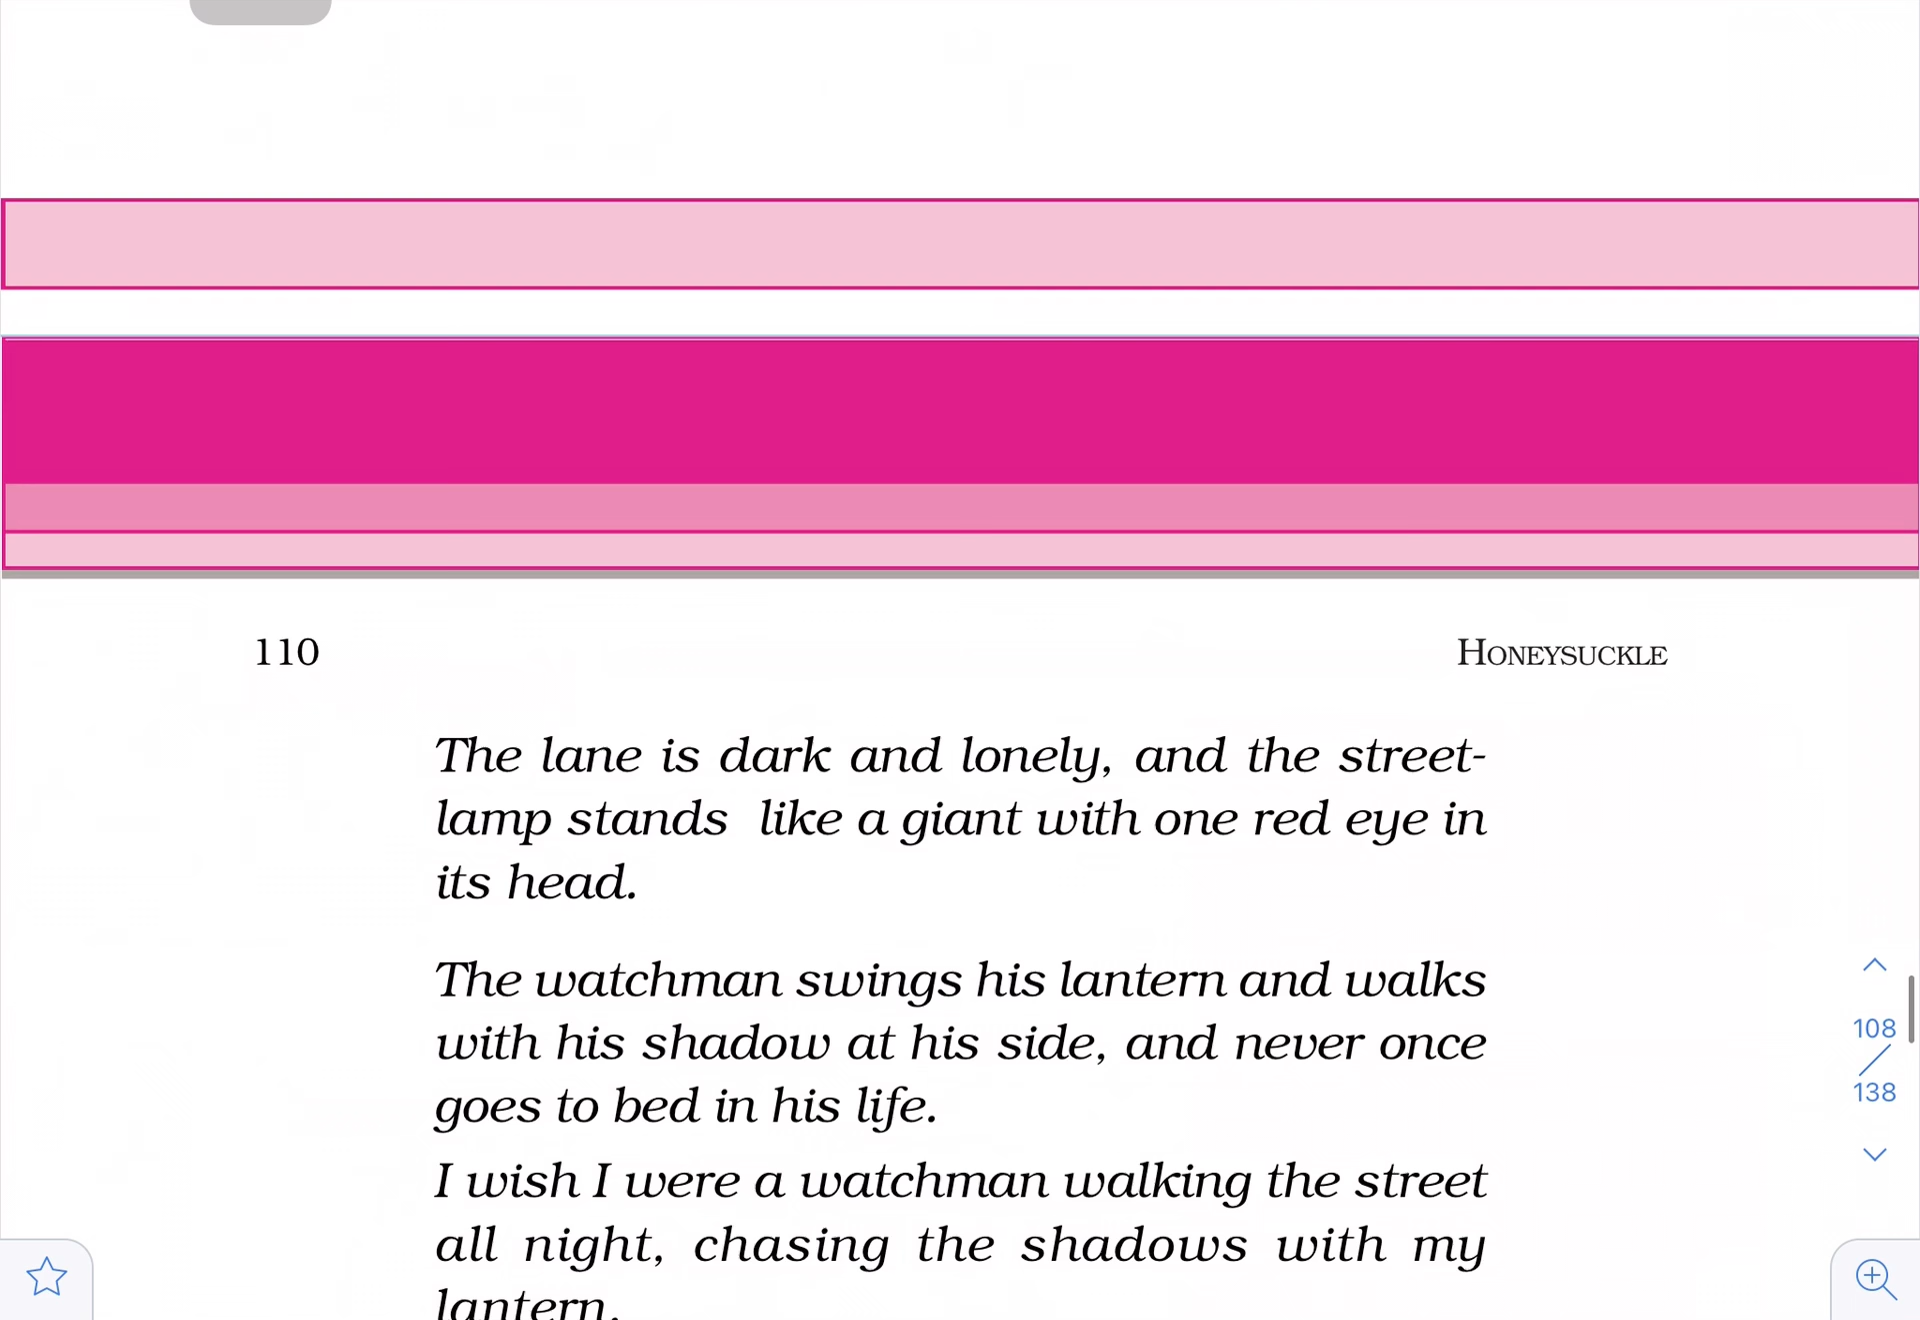 110
HONEYSUCKLE
The lane is dark and lonely, and the street-
lamp stands like a giant with one red eye in
its head.
The watchman swings his lantern and walks
with his shadow at his side, and never once
goes to bed in his life.
I wish I were a watchman walking the street
all night, chasing the shadows with my
lantern.
108
138